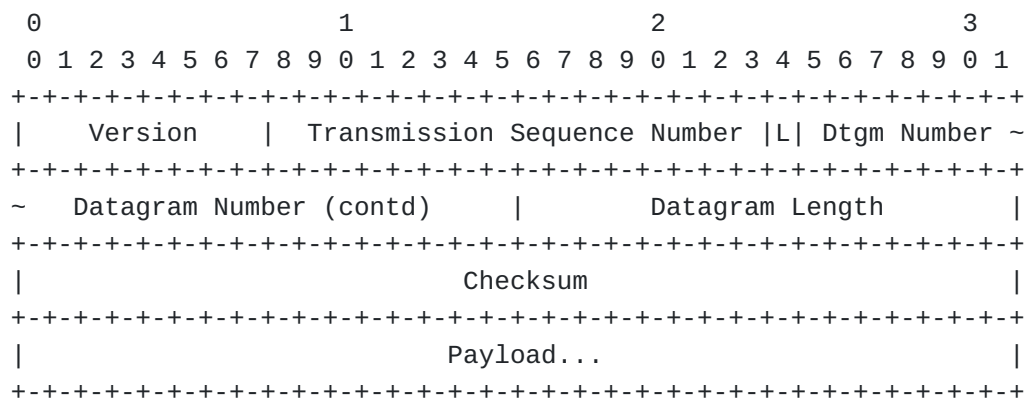 0                   1                   2                   3
 0 1 2 3 4 5 6 7 8 9 0 1 2 3 4 5 6 7 8 9 0 1 2 3 4 5 6 7 8 9 0 1
+-+-+-+-+-+-+-+-+-+-+-+-+-+-+-+-+-+-+-+-+-+-+-+-+-+-+-+-+-+-+-+-+
|    Version    |  Transmission Sequence Number |L| Dtgm Number ~
+-+-+-+-+-+-+-+-+-+-+-+-+-+-+-+-+-+-+-+-+-+-+-+-+-+-+-+-+-+-+-+-+
~   Datagram Number (contd)     |        Datagram Length        |
+-+-+-+-+-+-+-+-+-+-+-+-+-+-+-+-+-+-+-+-+-+-+-+-+-+-+-+-+-+-+-+-+
|                            Checksum                           |
+-+-+-+-+-+-+-+-+-+-+-+-+-+-+-+-+-+-+-+-+-+-+-+-+-+-+-+-+-+-+-+-+
|                           Payload...                          |
+-+-+-+-+-+-+-+-+-+-+-+-+-+-+-+-+-+-+-+-+-+-+-+-+-+-+-+-+-+-+-+-+